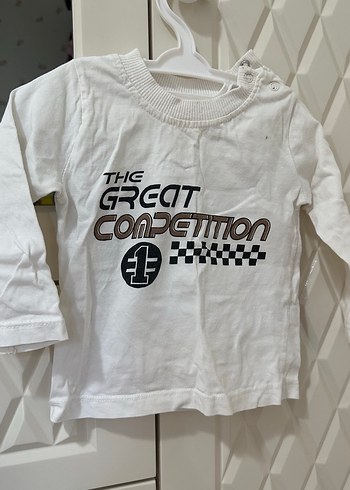 THE
GREAT
COMPETITION
1